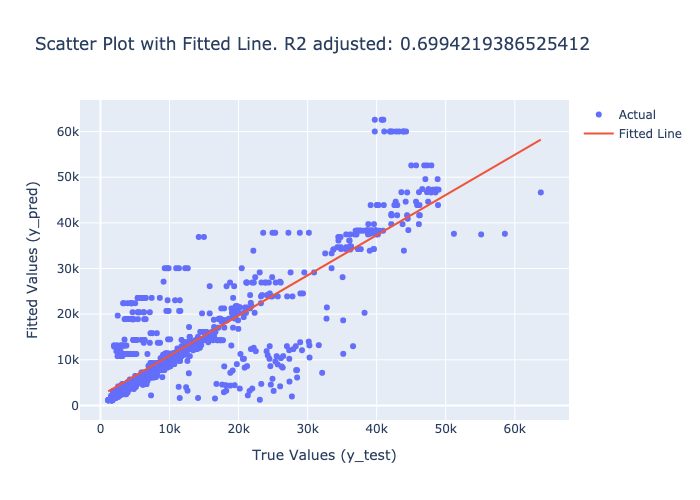 Scatter Plot with Fitted Line. R2 adjusted: 0.6994219386525412
Actual
Fitted Line
60k
50k
40k
30k
20k
10k
0
Fitted Values (y_pred)
0
10k
20k
30k
40k
50k
60k
True Values (y_test)